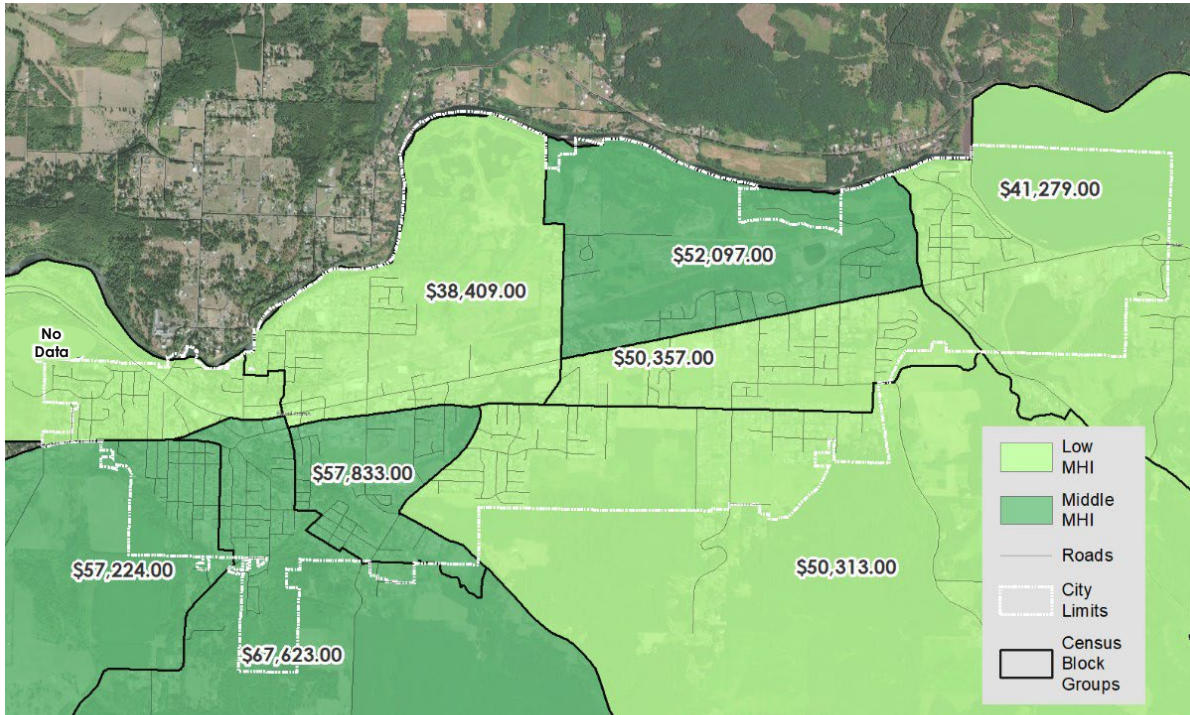 $41,279.00
$52,097.00
$38,409.00
No
Data
$50,357.00
$57,833.00
$57,224.00
$50,313.00
$67,623.00
Low
MHI
Middle
MHI
Roads
City
Limits
Census
Block
Groups